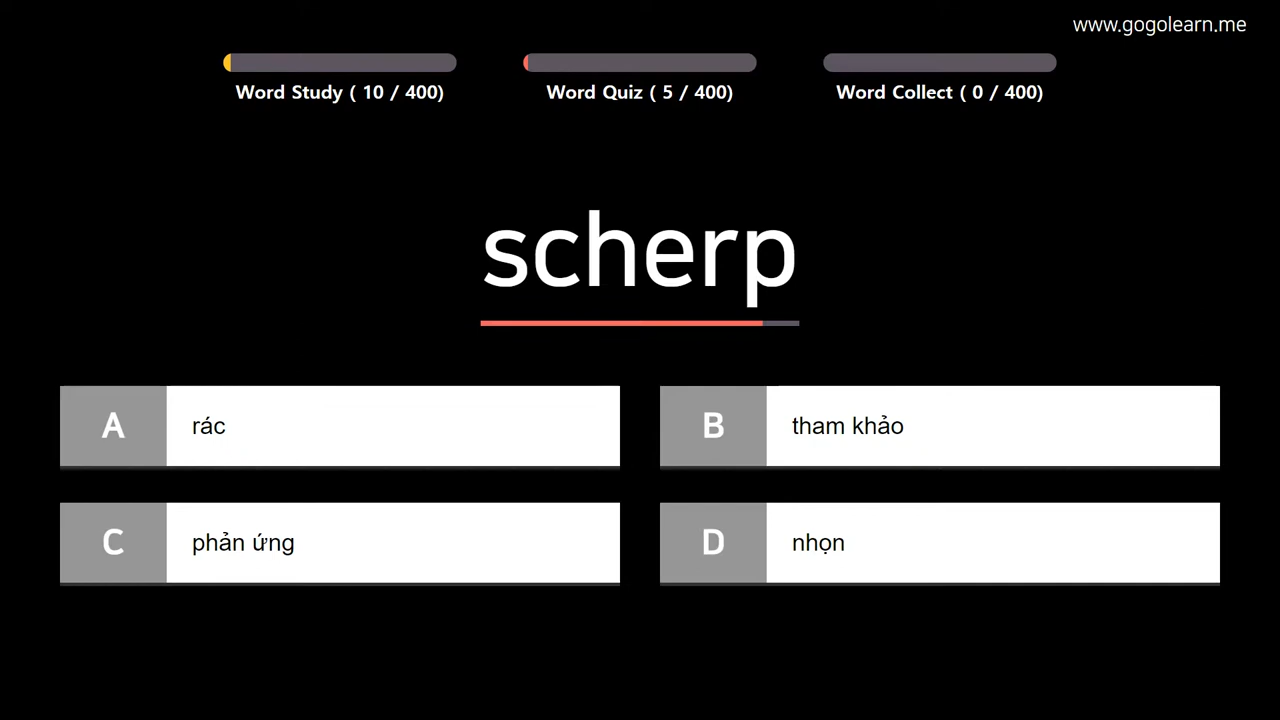 www.gogolearn.me
Word Study ( 10 / 400)
Word Quiz ( 5 / 400)
Word Collect ( 0 / 400)
scherp
A rác
B tham khảo
C phản ứng
D nhọn